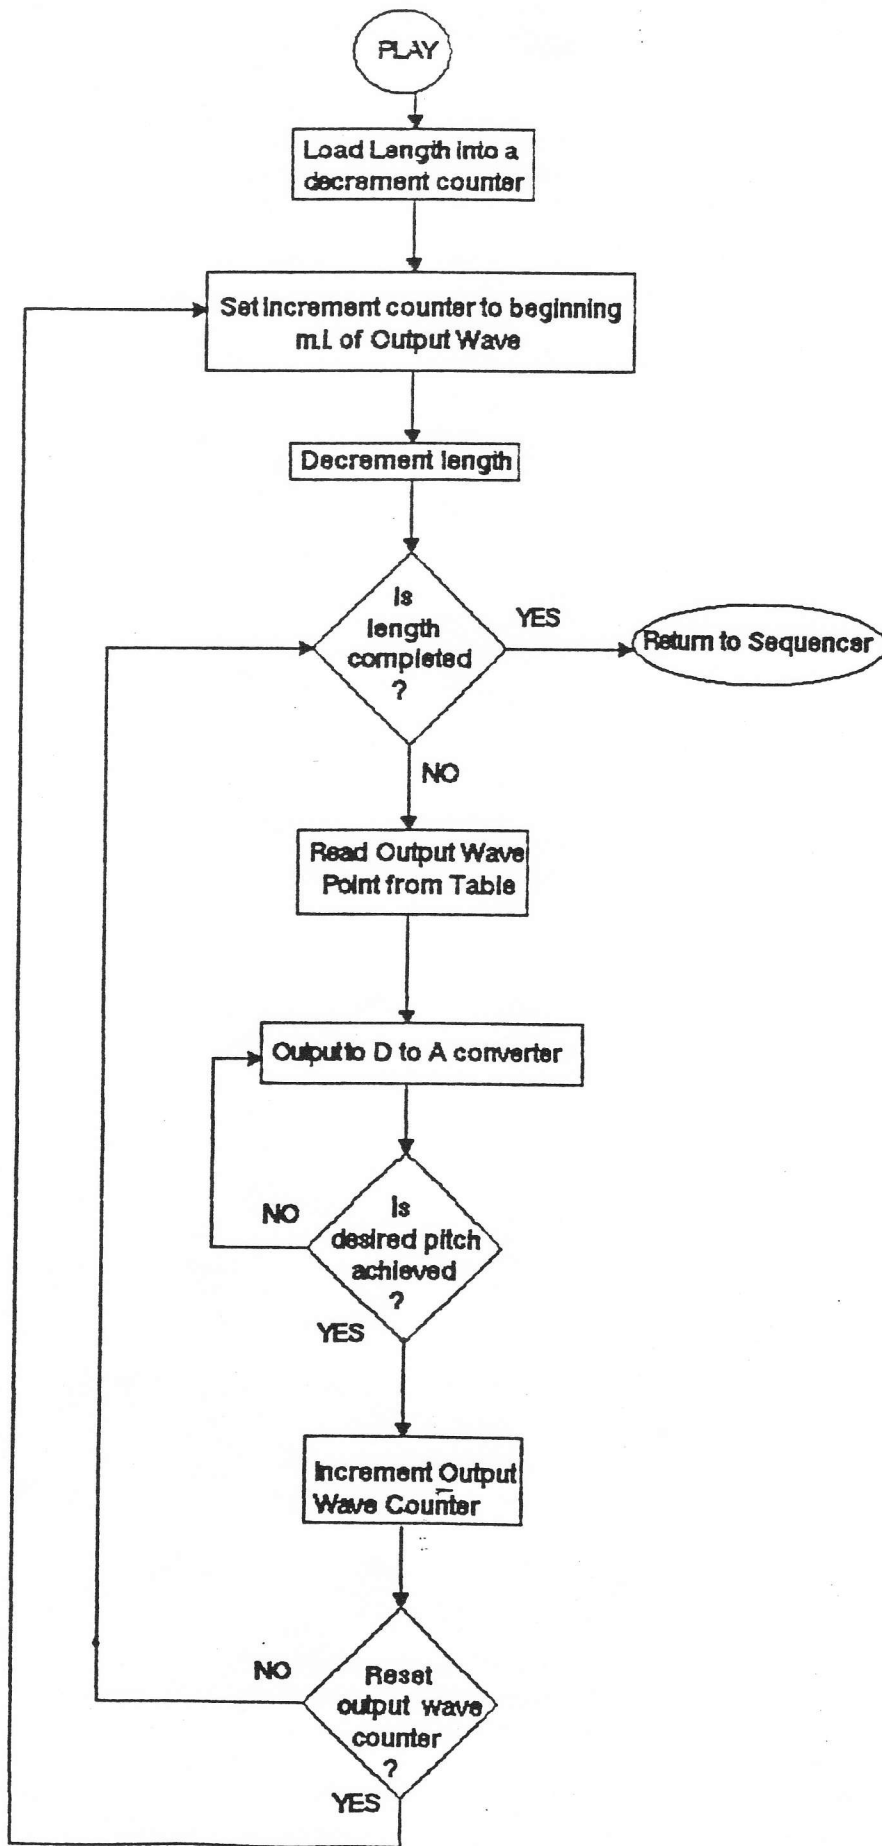 PLAY
Load Length into a
decrement counter
Set increment counter to beginning
m.l. of Output Wave
Decrement length
Is
length
completed
?
YES
Return to Sequencer
NO
Read Output Wave
Point from Table
Output to D to A converter
NO
Is
desired pitch
achieved
?
YES
Increment Output
Wave Counter
NO
Reset
output wave
counter
?
YES